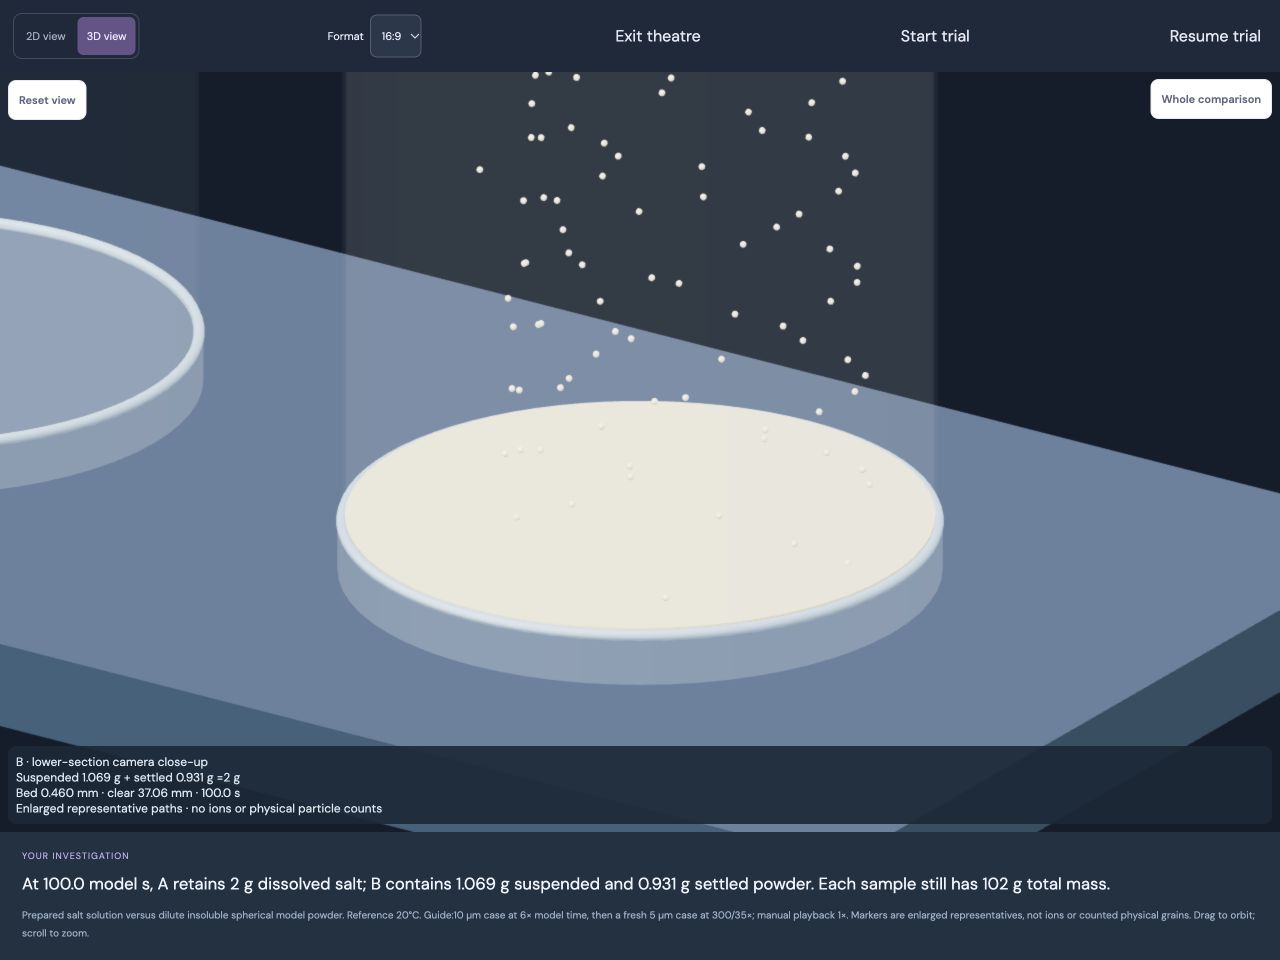 2D view
3D view
Format
16:9
Exit theatre
Start trial
Resume trial
Reset view
Whole comparison
B · lower-section camera close-up
Suspended 1.069 g + settled 0.931 g =2 g
Bed 0.460 mm · clear 37.06 mm · 100.0 s
Enlarged representative paths · no ions or physical particle counts
YOUR INVESTIGATION
At 100.0 model s, A retains 2 g dissolved salt; B contains 1.069 g suspended and 0.931 g settled powder. Each sample still has 102 g total mass.
Prepared salt solution versus dilute insoluble spherical model powder. Reference 20°C. Guide:10 µm case at 6× model time, then a fresh 5 µm case at 300/35×; manual playback 1×. Markers are enlarged representatives, not ions or counted physical grains. Drag to orbit;
scroll to zoom.